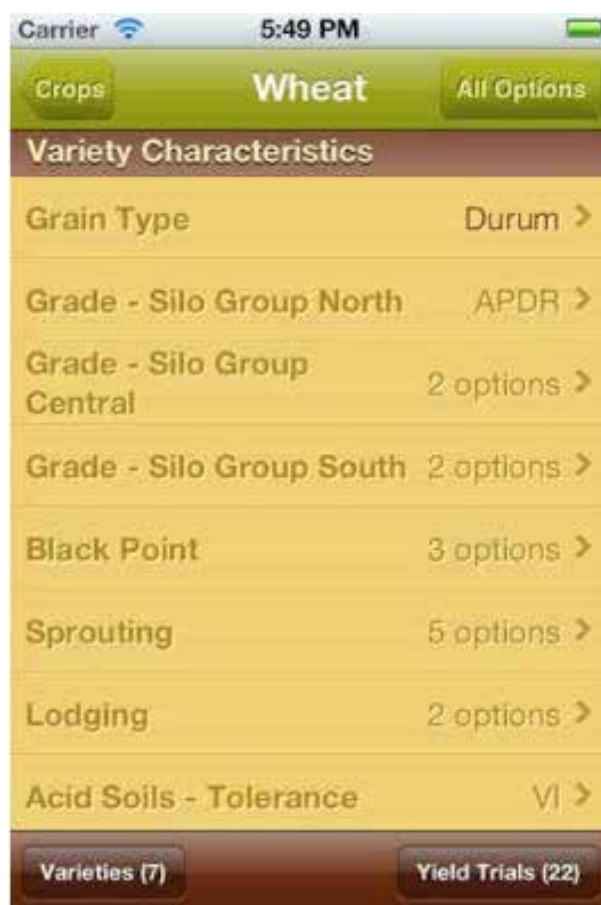 Carrier 5:49 PM
Crops Wheat All Options
Variety Characteristics
Grain Type Durum
Grade - Silo Group North APDR
Grade - Silo Group
Central 2 options
Grade - Silo Group South 2 options
Black Point 3 options
Sprouting 5 options
Lodging 2 options
Acid Soils - Tolerance VI
Varieties (7) Yield Trials (22)